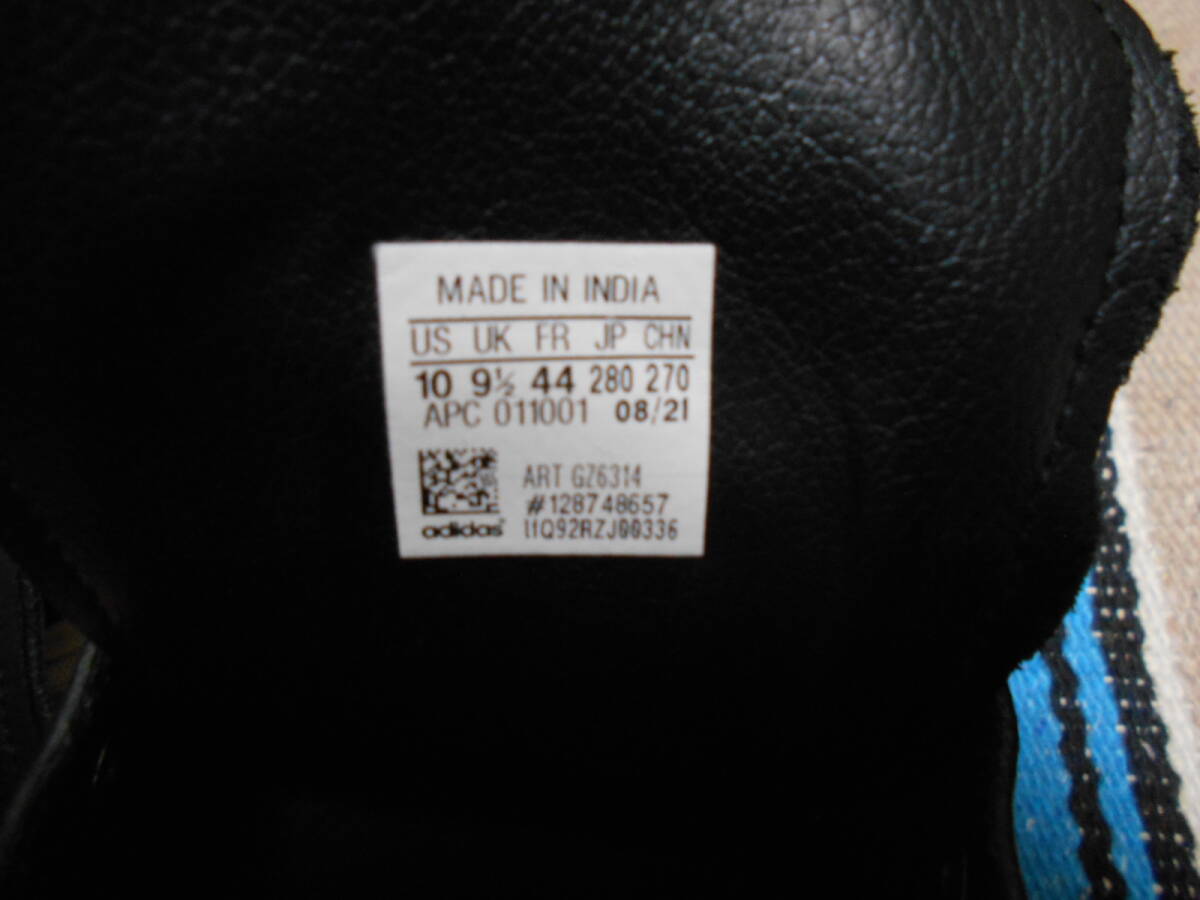 MADE IN INDIA
US UK FR JP CHN
10 9½ 44 280 270
APC 011001 08/21
ART GZ6314
#128748657
adidas I1Q92RZJ00336